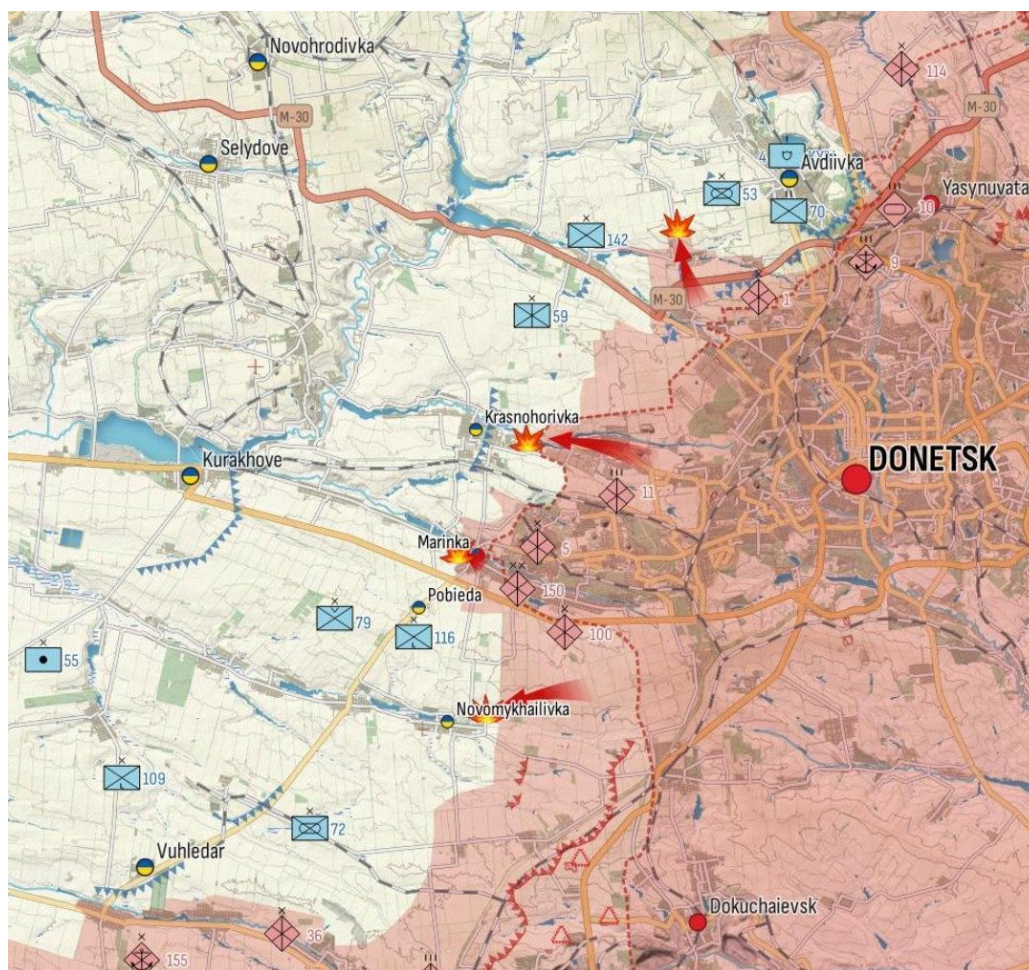 Novohrodivka
114
M-30
M-30
Selydove
Avdiivka
53
Yasynuvata
70
10
142
9
1
M-30
59
Krasnohorivka
Kurakhove
DONETSK
11
Marinka
5
150
Pobieda
79
116
100
55
Novomykhailivka
109
72
Vuhledar
Dokuchaievsk
36
155